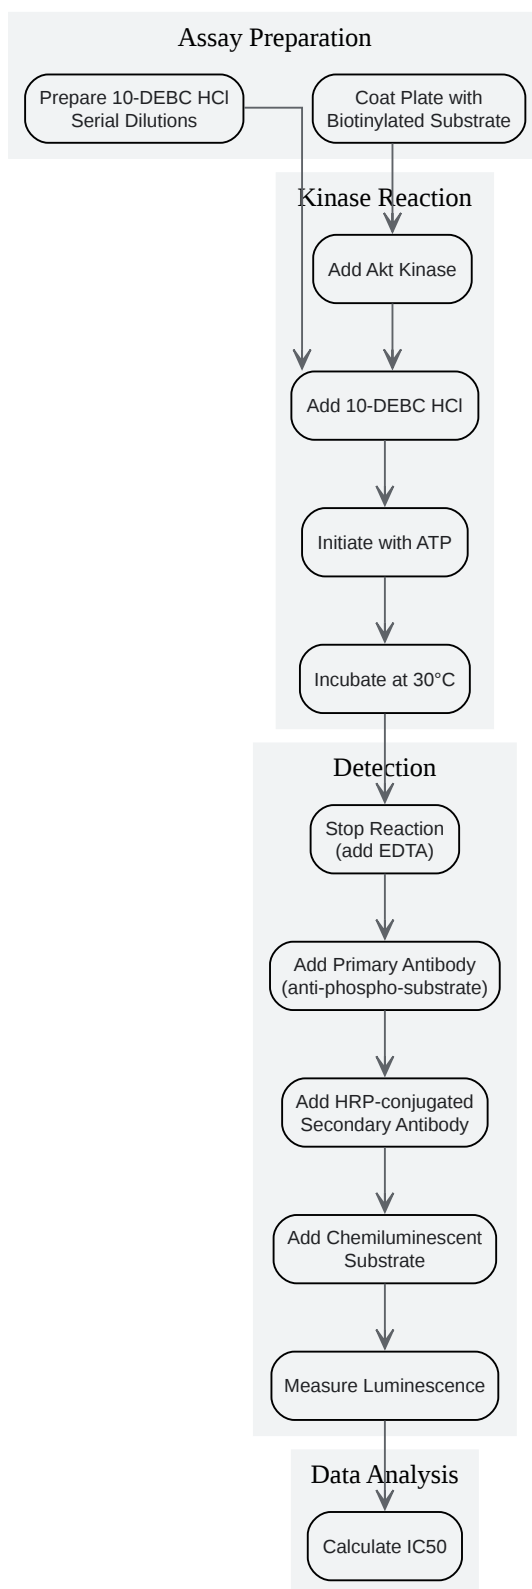 Assay Preparation
Prepare 10-DEBC HCl
Serial Dilutions
Coat Plate with
Biotinylated Substrate
Kinase Reaction
Add Akt Kinase
Add 10-DEBC HCl
Initiate with ATP
Incubate at 30°C
Detection
Stop Reaction
(add EDTA)
Add Primary Antibody
(anti-phospho-substrate)
Add HRP-conjugated
Secondary Antibody
Add Chemiluminescent
Substrate
Measure Luminescence
Data Analysis
Calculate IC50